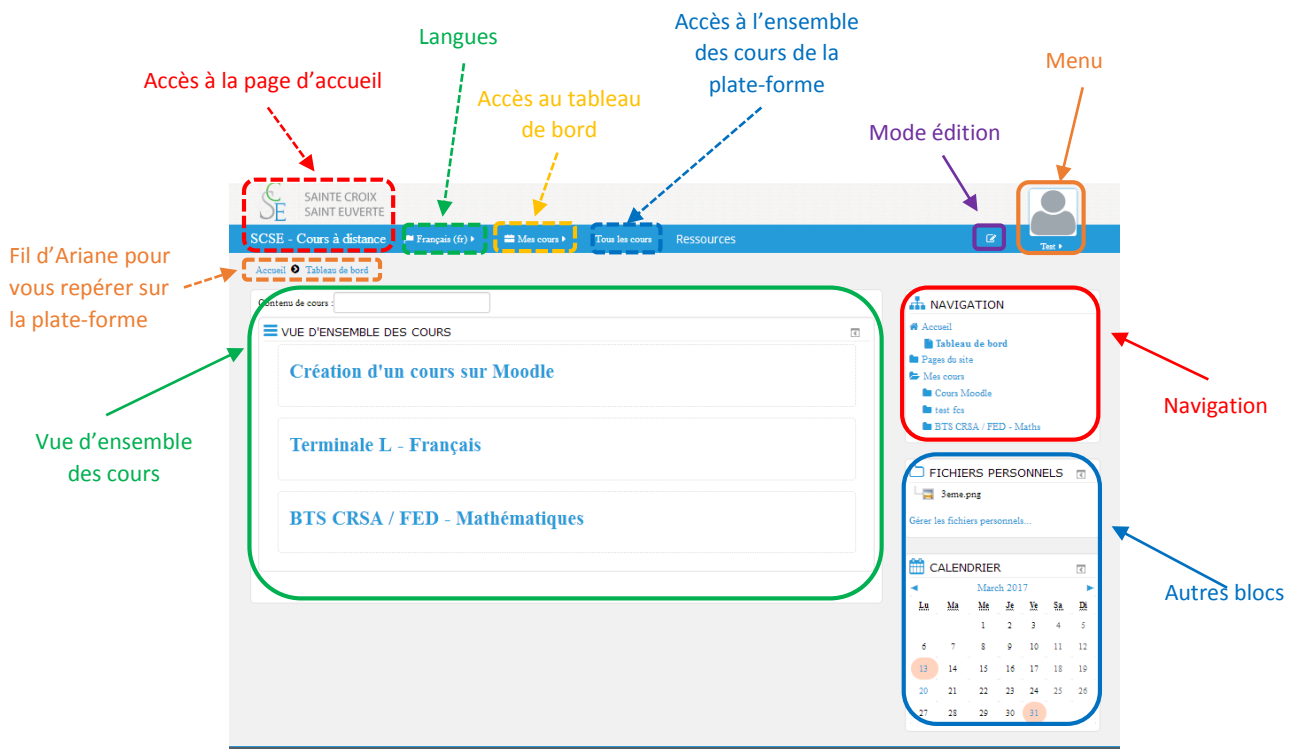 Accès à l'ensemble
des cours de la
plate-forme
Langues
Menu
Accès à la page d'accueil
Accès au tableau
de bord
Mode édition
SAINTE CROIX
SAINT EUVERTE
SCSE
SCSE - Cours à distance
Français (fr)
Mes cours
Tous les cours
Ressources
Test
Fil d'Ariane pour
vous repérer sur
la plate-forme
Accueil
Tableau de bord
Contenu de cours :
VUE D'ENSEMBLE DES COURS
Création d'un cours sur Moodle
Terminale L - Français
BTS CRSA / FED - Mathématiques
Vue d'ensemble
des cours
NAVIGATION
Accueil
Tableau de bord
Pages du site
Mes cours
Cours Moodle
test fcs
BTS CRSA / FED - Maths
Navigation
FICHIERS PERSONNELS
3eme.png
Gérer les fichiers personnels...
CALENDRIER
◄ March 2017 ►
Lu Ma Me Je Ve Sa Di
1 2 3 4 5
6 7 8 9 10 11 12
13 14 15 16 17 18 19
20 21 22 23 24 25 26
27 28 29 30 31
Autres blocs